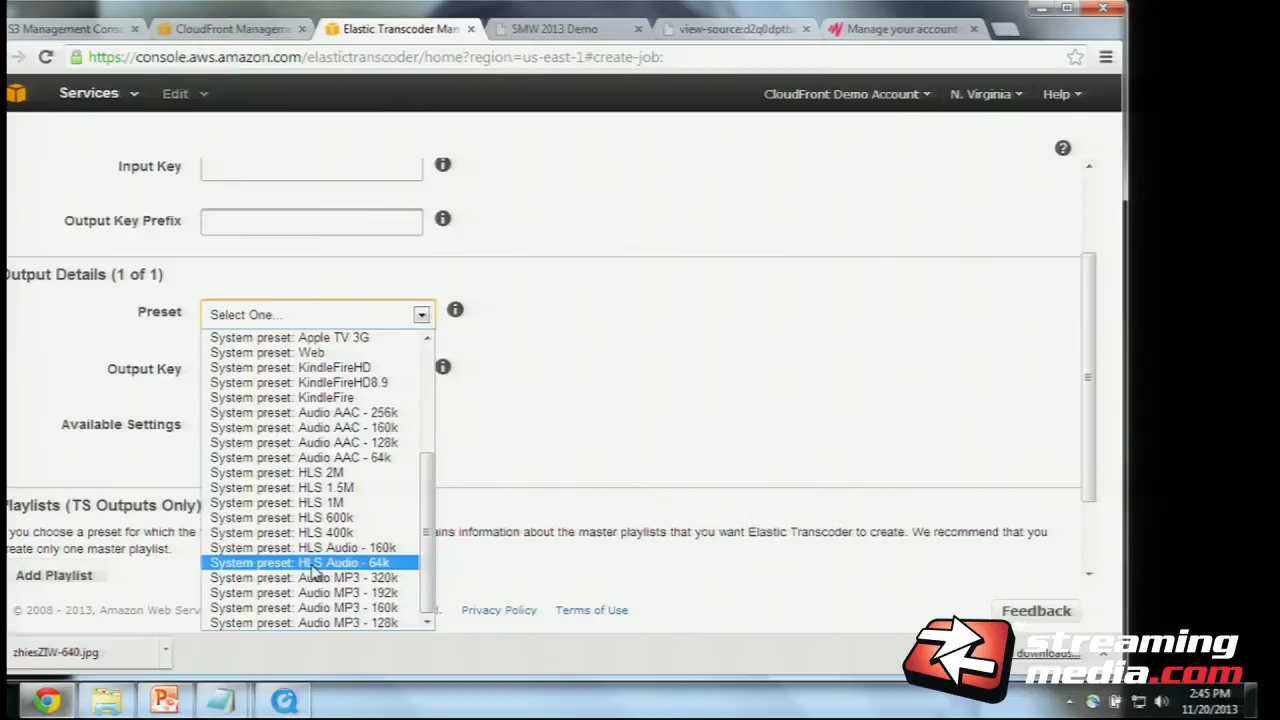 S3 Management Consc
CloudFront Manageme
Elastic Transcoder Man
SMW 2013 Demo
view-source:d2q0dptb
Manage your account
https://console.aws.amazon.com/elastictranscoder/home?region=us-east-1#create-job:
Services
Edit
CloudFront Demo Account
N. Virginia
Help
Input Key
Output Key Prefix
Output Details (1 of 1)
Preset
Select One...
System preset: Apple TV 3G
System preset: Web
System preset: KindleFireHD
System preset: KindleFireHD8.9
System preset: KindleFire
System preset: Audio AAC - 256k
System preset: Audio AAC - 160k
System preset: Audio AAC - 128k
System preset: Audio AAC - 64k
System preset: HLS 2M
System preset: HLS 1.5M
System preset: HLS 1M
System preset: HLS 600k
System preset: HLS 400k
System preset: HLS Audio - 160k
System preset: HLS Audio - 64k
System preset: Audio MP3 - 320k
System preset: Audio MP3 - 192k
System preset: Audio MP3 - 160k
System preset: Audio MP3 - 128k
Output Key
Available Settings
laylists (TS Outputs Only)
you choose a preset for which the
ains information about the master playlists that you want Elastic Transcoder to create. We recommend that you
reate only one master playlist.
Add Playlist
© 2008 - 2013, Amazon Web Serv
d.
Privacy Policy
Terms of Use
Feedback
zhiesZIW-640.jpg
downloads...
streaming
media.com
2:45 PM
11/20/2013